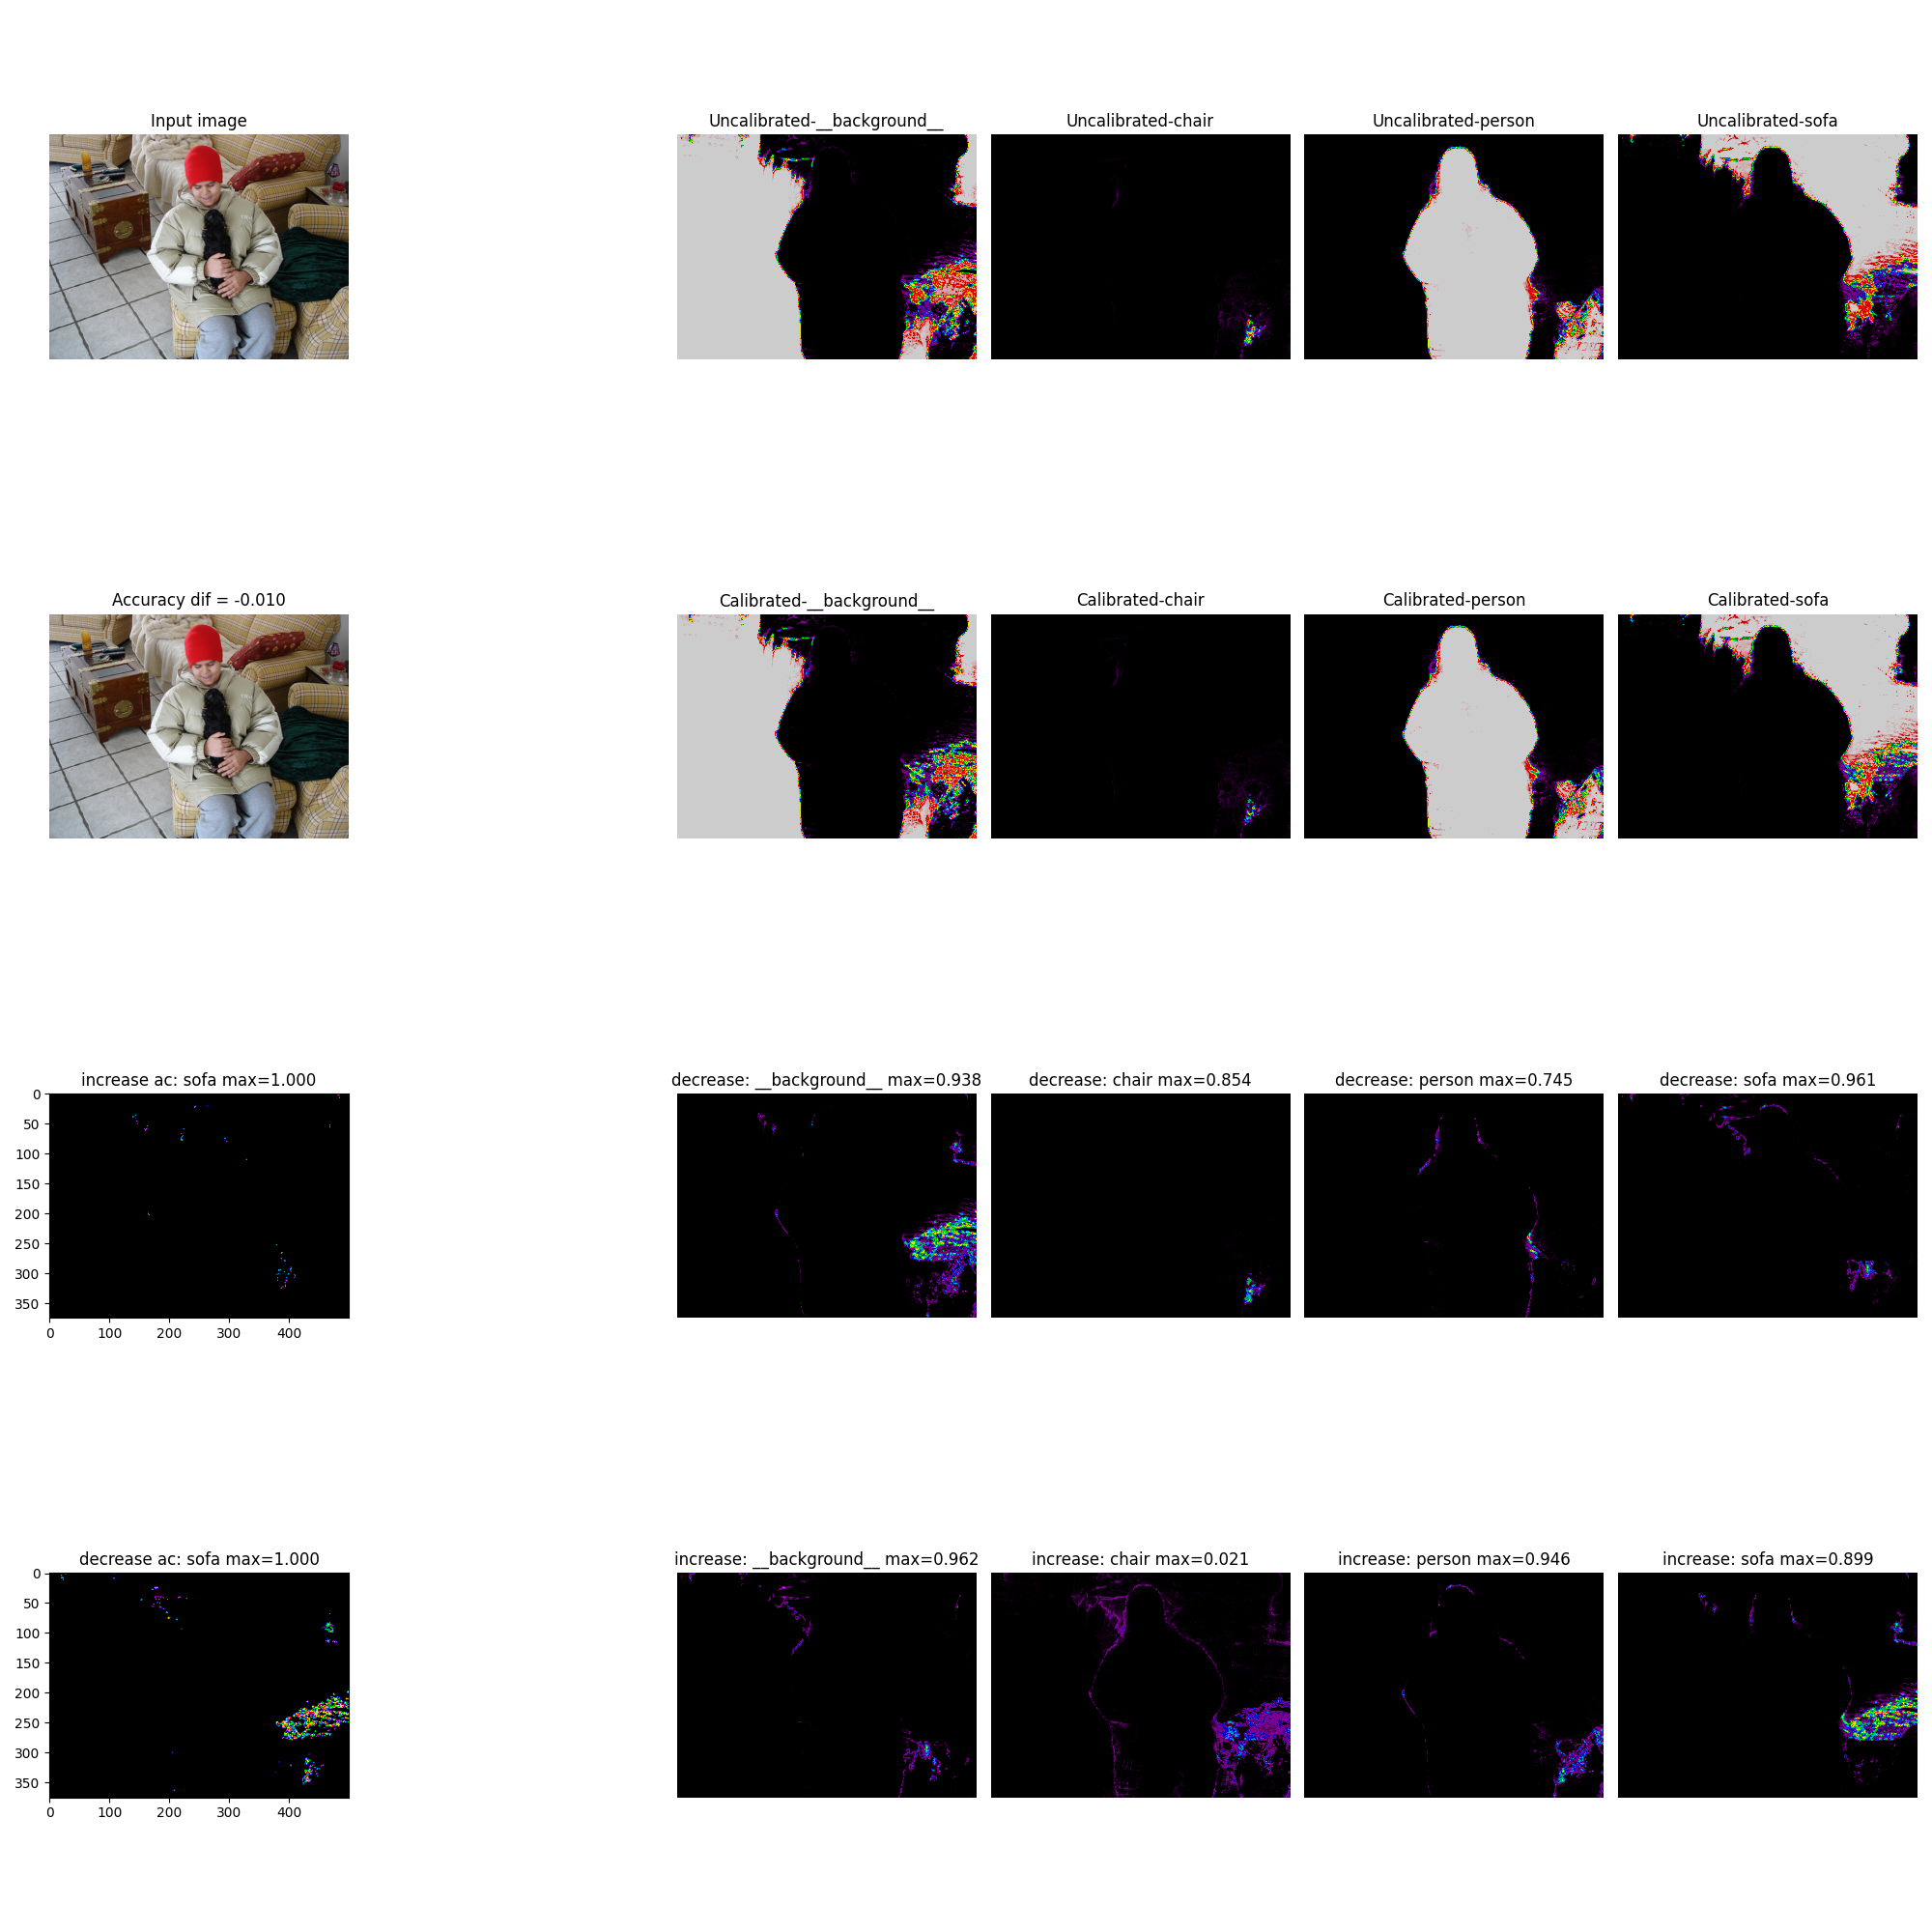 Input image
Uncalibrated-__background__
Uncalibrated-chair
Uncalibrated-person
Uncalibrated-sofa
Accuracy dif = -0.010
Calibrated-__background__
Calibrated-chair
Calibrated-person
Calibrated-sofa
increase ac: sofa max=1.000
decrease: __background__ max=0.938
decrease: chair max=0.854
decrease: person max=0.745
decrease: sofa max=0.961
0
50
100
150
200
250
300
350
0 100 200 300 400
decrease ac: sofa max=1.000
increase: __background__ max=0.962
increase: chair max=0.021
increase: person max=0.946
increase: sofa max=0.899
0
50
100
150
200
250
300
350
0 100 200 300 400